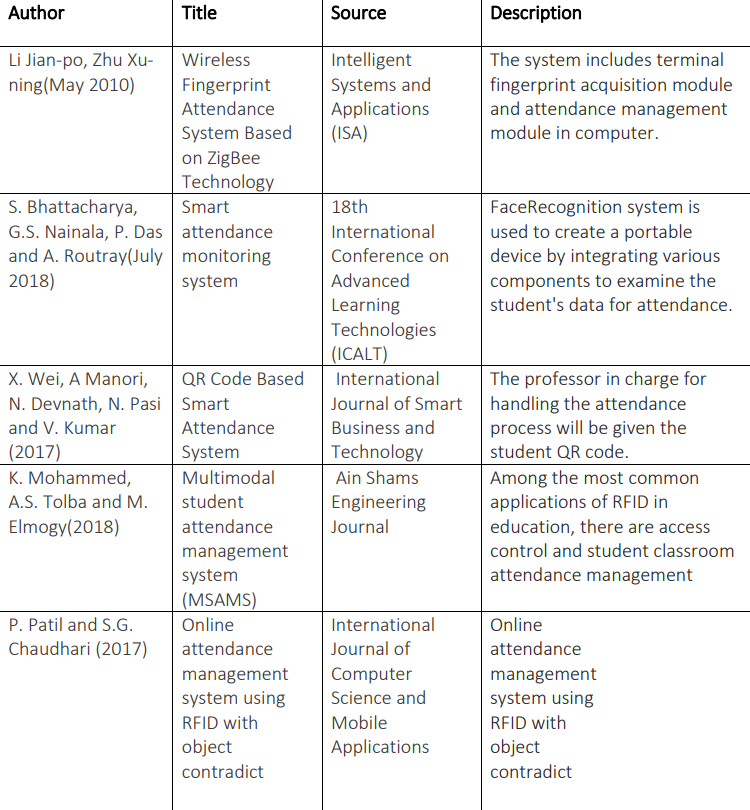 Author
Title
Source
Description
Li Jian-po, Zhu Xu-
ning(May 2010)
Wireless
Fingerprint
Attendance
System Based
on ZigBee
Technology
Intelligent
Systems and
Applications
(ISA)
The system includes terminal
fingerprint acquisition module
and attendance management
module in computer.
S. Bhattacharya,
G.S. Nainala, P. Das
and A. Routray(July
2018)
Smart
attendance
monitoring
system
18th
International
Conference on
Advanced
Learning
Technologies
(ICALT)
FaceRecognition system is
used to create a portable
device by integrating various
components to examine the
student's data for attendance.
X. Wei, A Manori,
N. Devnath, N. Pasi
and V. Kumar
(2017)
QR Code Based
Smart
Attendance
System
International
Journal of Smart
Business and
Technology
The professor in charge for
handling the attendance
process will be given the
student QR code.
K. Mohammed,
A.S. Tolba and M.
Elmogy(2018)
Multimodal
student
attendance
management
system
(MSAMS)
Ain Shams
Engineering
Journal
Among the most common
applications of RFID in
education, there are access
control and student classroom
attendance management
P. Patil and S.G.
Chaudhari (2017)
Online
attendance
management
system using
RFID with
object
contradict
International
Journal of
Computer
Science and
Mobile
Applications
Online
attendance
management
system using
RFID with
object
contradict